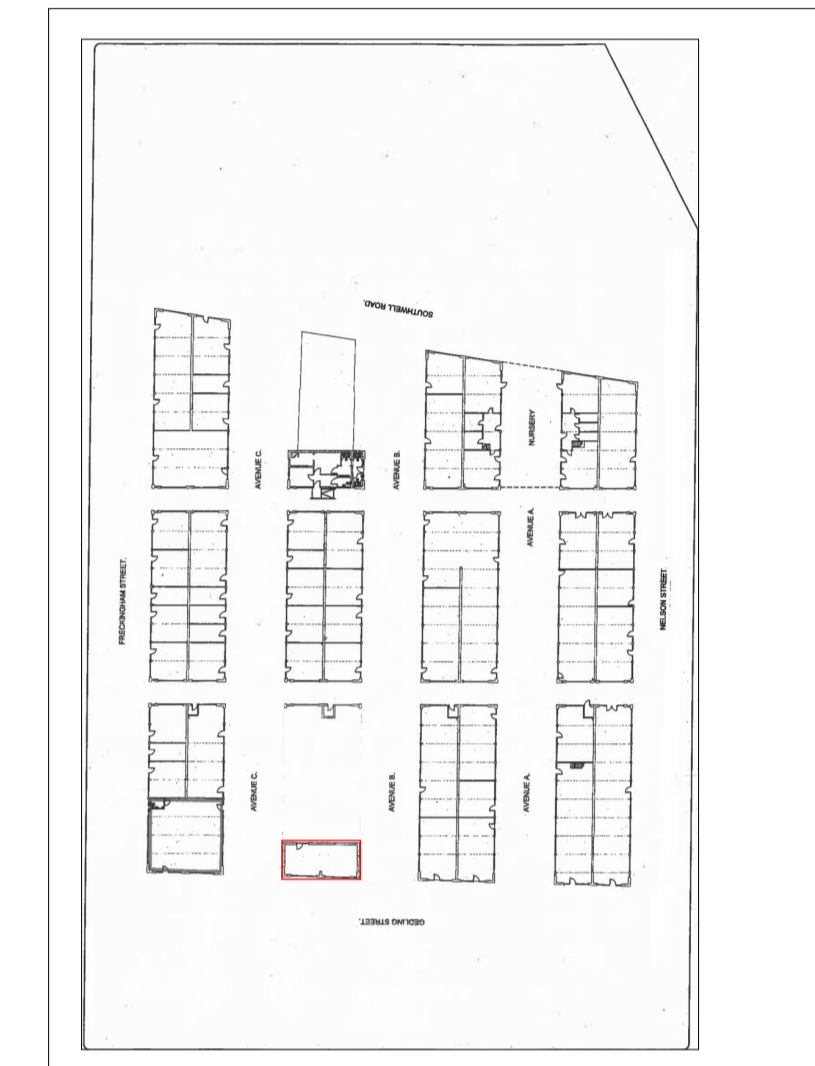 SOUTHWELL ROAD.
NURSERY
AVENUE C.
AVENUE B.
AVENUE A.
FRECKINGHAM STREET.
NELSON STREET.
AVENUE C.
AVENUE B.
AVENUE A.
GEDLING STREET.